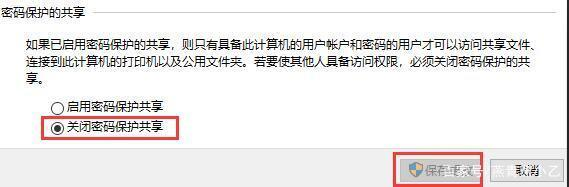 密码保护的共享
如果已启用密码保护的共享，则只有具备此计算机的用户帐户和密码的用户才可以访问共享文件、
连接到此计算机的打印机以及公用文件夹。若要使其他人具备访问权限，必须关闭密码保护的共
享。
启用密码保护共享
关闭密码保护共享
保存 取消